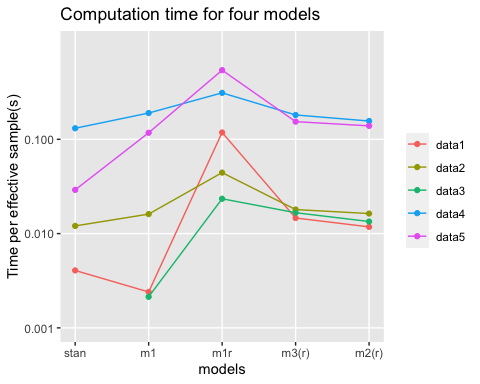 Computation time for four models
Time per effective sample(s)
0.100
0.010
0.001
stan m1 m1r m3(r) m2(r)
models
data1
data2
data3
data4
data5